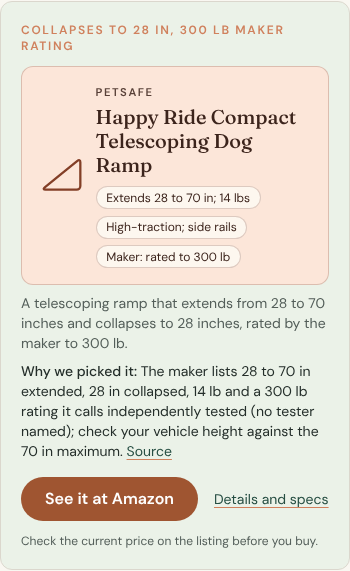 COLLAPSES TO 28 IN, 300 LB MAKER
RATING
PETSAFE
Happy Ride Compact
Telescoping Dog
Ramp
Extends 28 to 70 in; 14 lbs
High-traction; side rails
Maker: rated to 300 lb
A telescoping ramp that extends from 28 to 70
inches and collapses to 28 inches, rated by the
maker to 300 lb.
Why we picked it: The maker lists 28 to 70 in
extended, 28 in collapsed, 14 lb and a 300 lb
rating it calls independently tested (no tester
named); check your vehicle height against the
70 in maximum. Source
See it at Amazon
Details and specs
Check the current price on the listing before you buy.